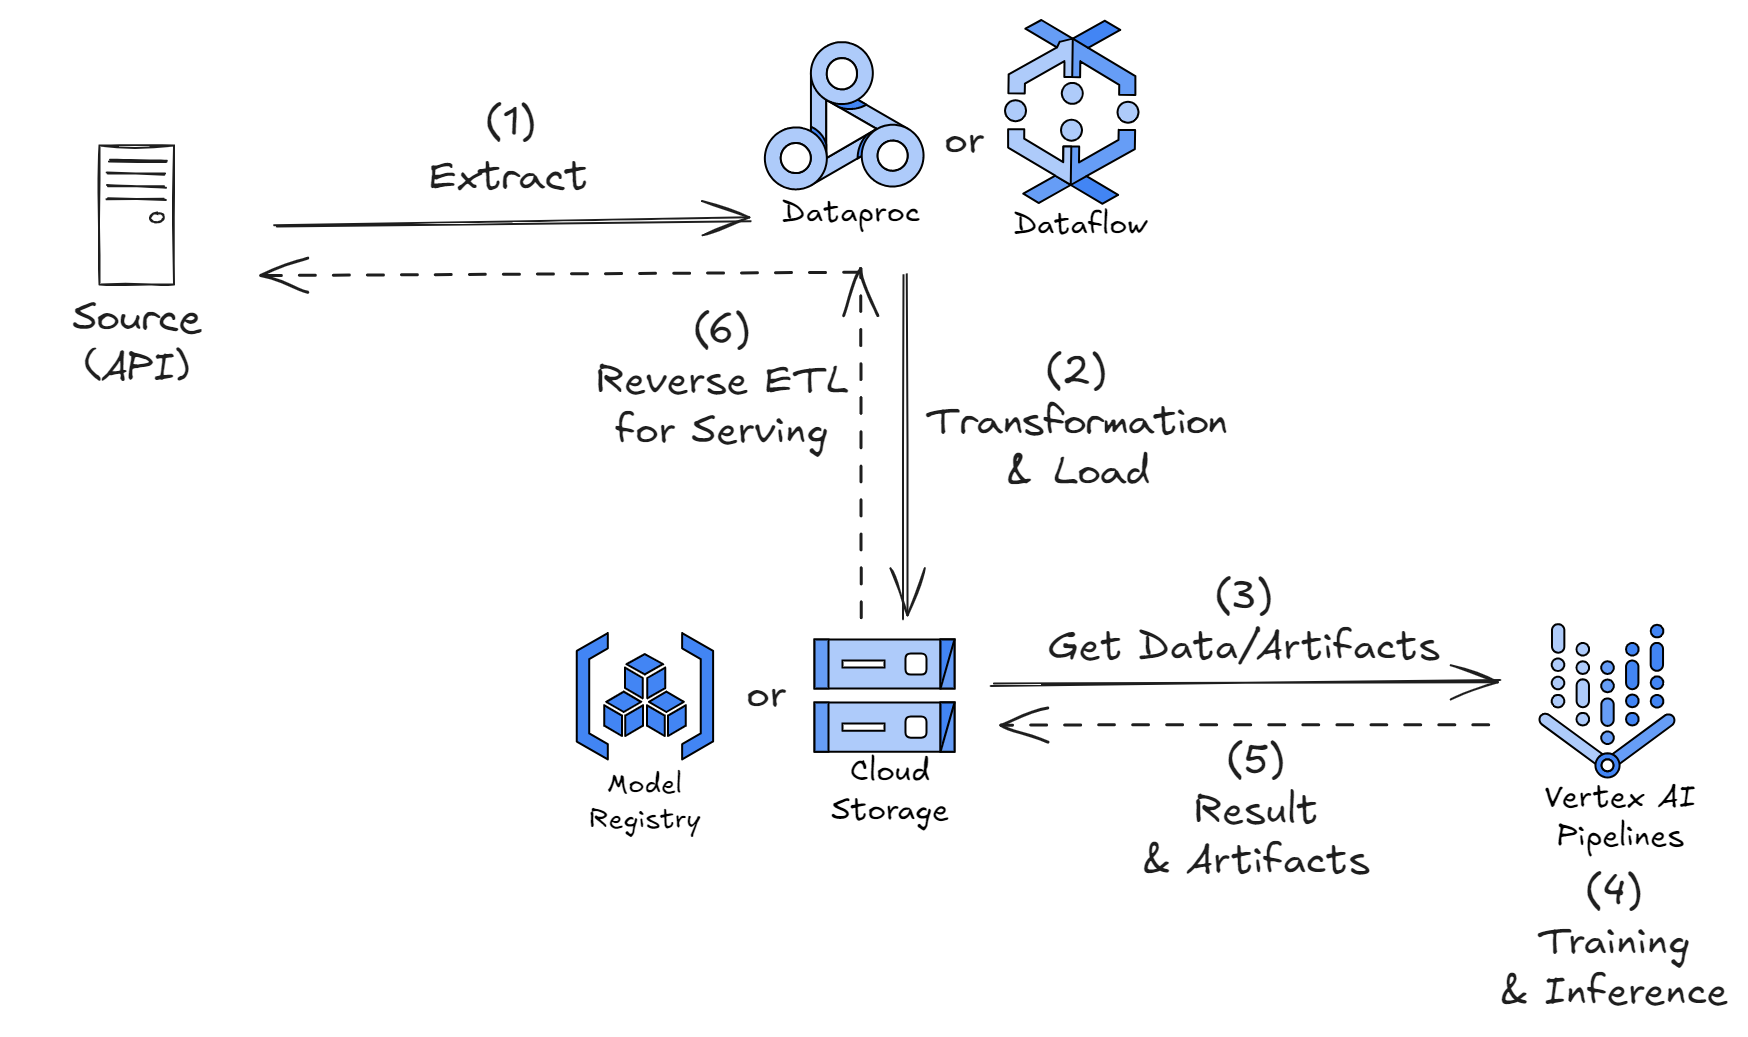 (1)
Extract
Dataproc
or
Dataflow
Source
(API)
(6)
Reverse ETL
for Serving
(2)
Transformation
& Load
(3)
Get Data/Artifacts
Model
Registry
or
Cloud
Storage
(5)
Result
& Artifacts
Vertex AI
Pipelines
(4)
Training
& Inference